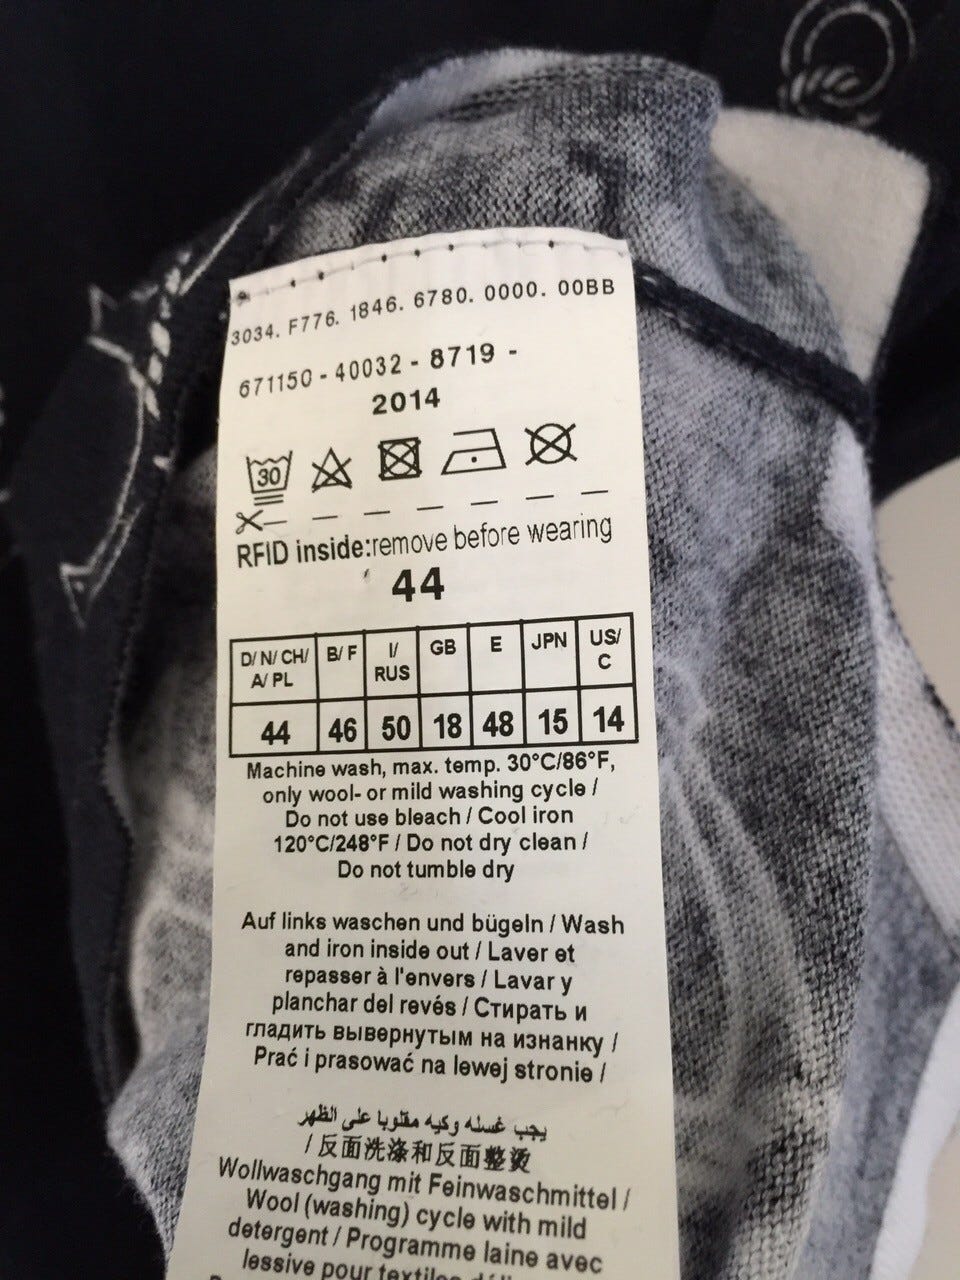 3034. F776. 1846. 6780. 0000. 00BB
671150 - 40032 - 8719 -
2014
30
RFID inside:remove before wearing
44
D/ N/ CH/ A/ PL B/ F I/ RUS GB E JPN US/ C
44 46 50 18 48 15 14
Machine wash, max. temp. 30°C/86°F,
only wool- or mild washing cycle /
Do not use bleach / Cool iron
120°C/248°F / Do not dry clean /
Do not tumble dry
Auf links waschen und bügeln / Wash
and iron inside out / Laver et
repasser à l'envers / Lavar y
planchar del revés / Стирать и
гладить вывернутым на изнанку /
Prać i prasować na lewej stronie /
يجب غسله وكيه مقلوبا على الظهر
/ 反面洗涤和反面整烫
Wollwaschgang mit Feinwaschmittel /
Wool (washing) cycle with mild
detergent / Programme laine avec
lessive pour textiles